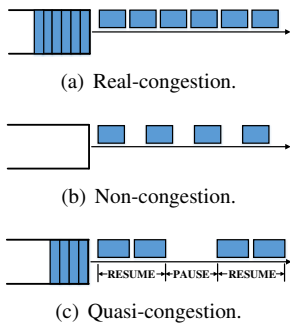 (a) Real-congestion.
(b) Non-congestion.
RESUME PAUSE RESUME
(c) Quasi-congestion.